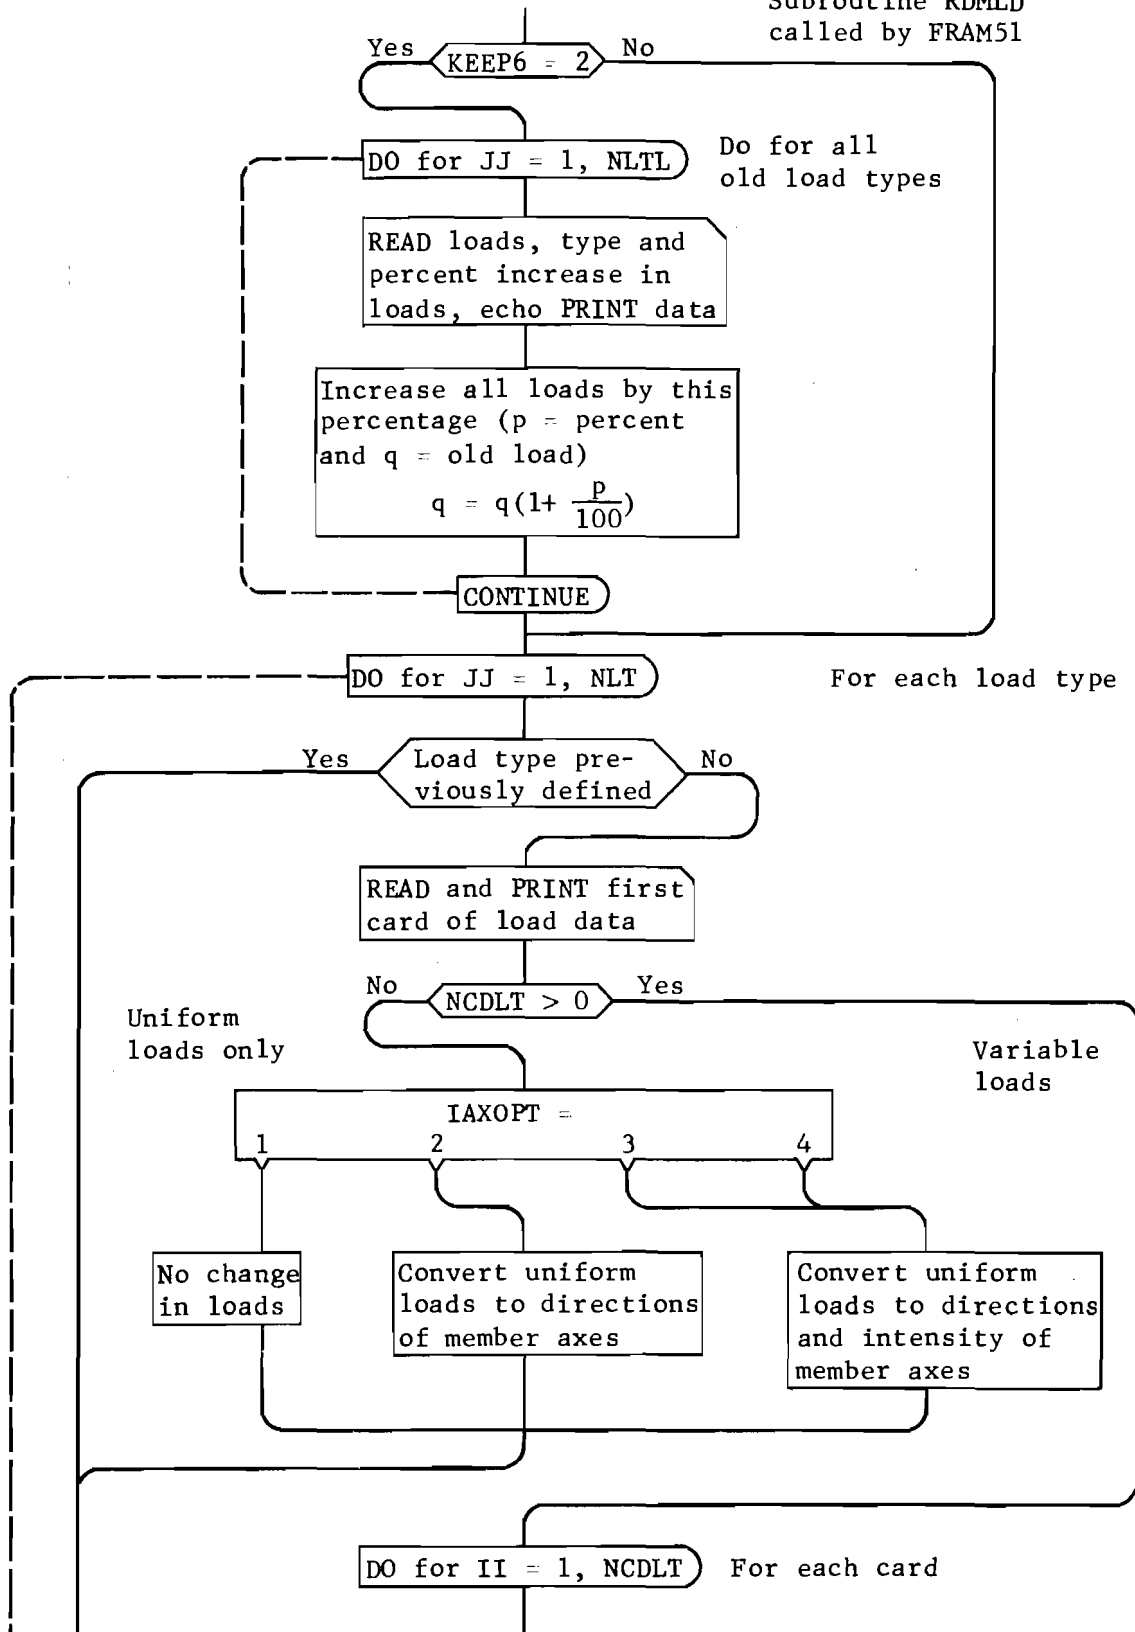 Subroutine RDMLD
called by FRAM51
Yes
KEEP6 = 2
No
DO for JJ = 1, NLTL
Do for all
old load types
READ loads, type and
percent increase in
loads, echo PRINT data
Increase all loads by this
percentage (p = percent
and q = old load)
q = q(1+ p/100)
CONTINUE
DO for JJ = 1, NLT
For each load type
Yes
Load type pre-
viously defined
No
READ and PRINT first
card of load data
No
NCDLT > 0
Yes
Uniform
loads only
Variable
loads
IAXOPT =
1 2 3 4
No change
in loads
Convert uniform
loads to directions
of member axes
Convert uniform
loads to directions
and intensity of
member axes
DO for II = 1, NCDLT
For each card